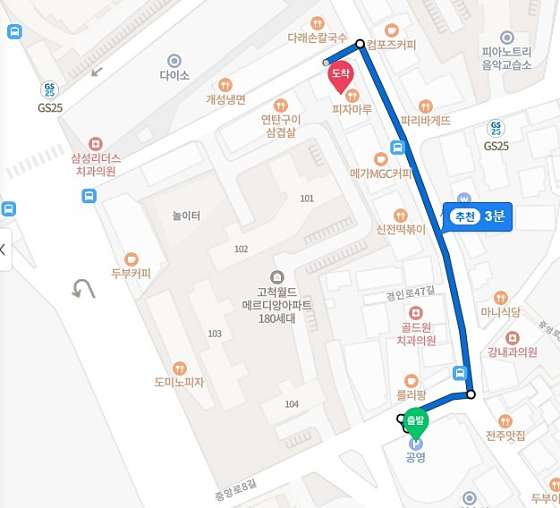 다래손칼국수
컴포즈커피
피아노트리
음악교습소
다이소
도착
GS
25
GS25
개성냉면
피자마루
연탄구이
삼겹살
파리바게뜨
GS
25
GS25
삼성리더스
치과의원
메가MGC커피
101
놀이터
추천 3분
신전떡볶이
102
두부커피
고척월드
메르디앙아파트
180세대
경인로47길
마니식당
골드원
치과의원
103
강내과의원
도미노피자
롤리팡
104
출발
P
공영
전주맛집
중앙로8길